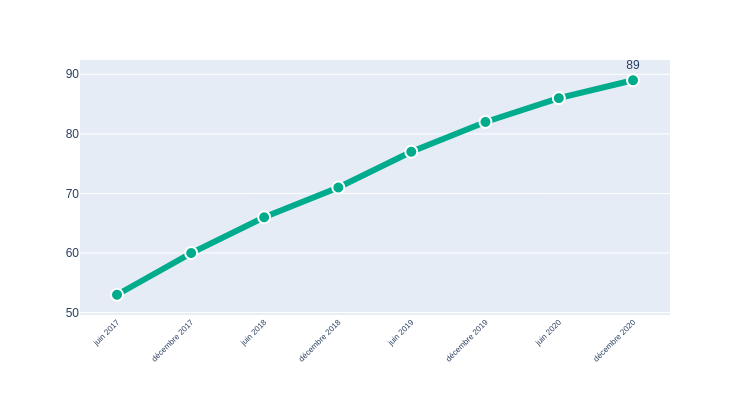 89
90
80
70
60
50
juin 2017
décembre 2017
juin 2018
décembre 2018
juin 2019
décembre 2019
juin 2020
décembre 2020